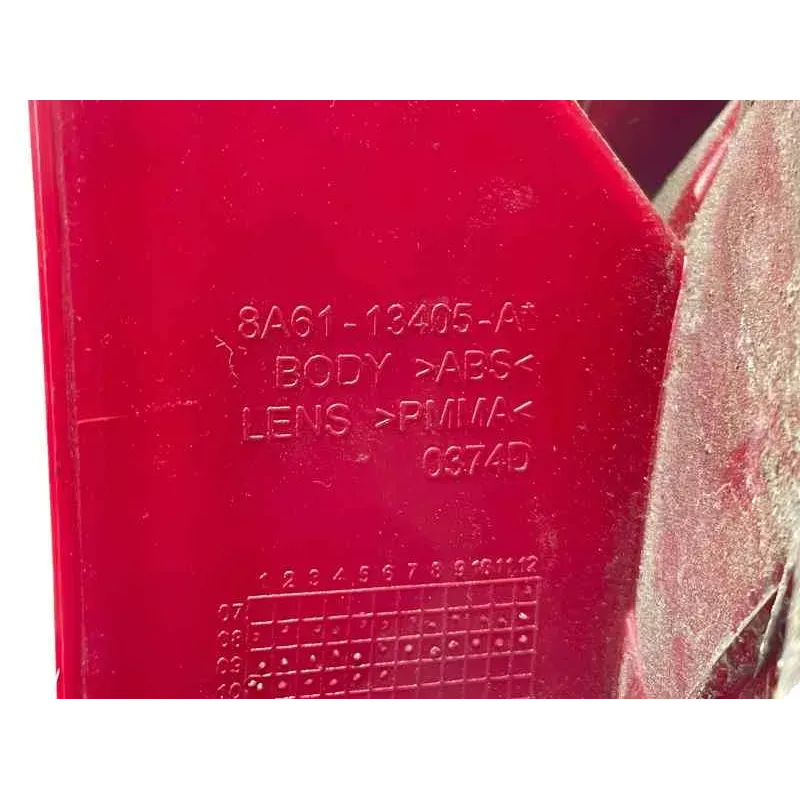 8A61-13405-A*
BODY >ABS<
LENS >PMMA<
0374D
1 2 3 4 5 6 7 8 9 10 11 12
07
08
09
10